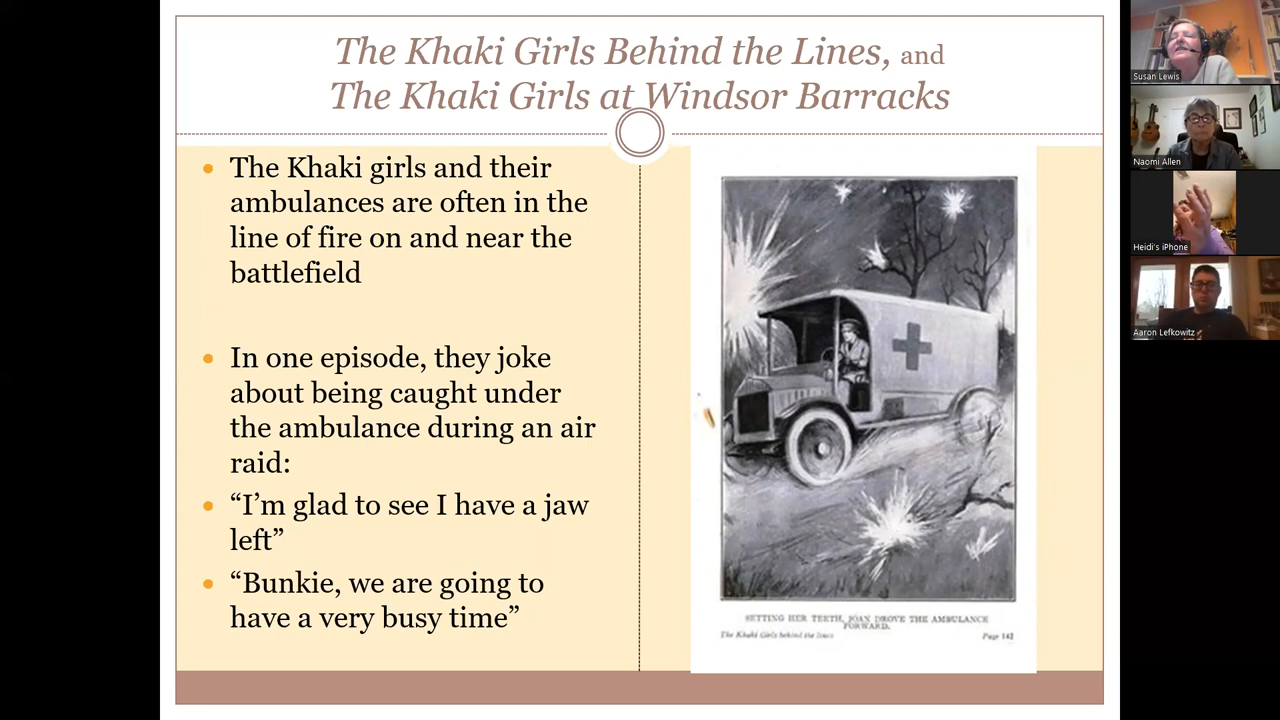 The Khaki Girls Behind the Lines, and
The Khaki Girls at Windsor Barracks
• The Khaki girls and their
ambulances are often in the
line of fire on and near the
battlefield
• In one episode, they joke
about being caught under
the ambulance during an air
raid:
• “I’m glad to see I have a jaw
left”
• “Bunkie, we are going to
have a very busy time”
SETTING HER TEETH, JOAN DROVE THE AMBULANCE
FORWARD.
The Khaki Girls behind the lines Page 142
Susan Lewis
Naomi Allen
Heidi's iPhone
Aaron Lefkowitz